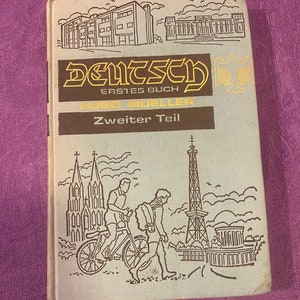 Deutsch
ERSTES BUCH
HUGO MUELLER
Zweiter Teil